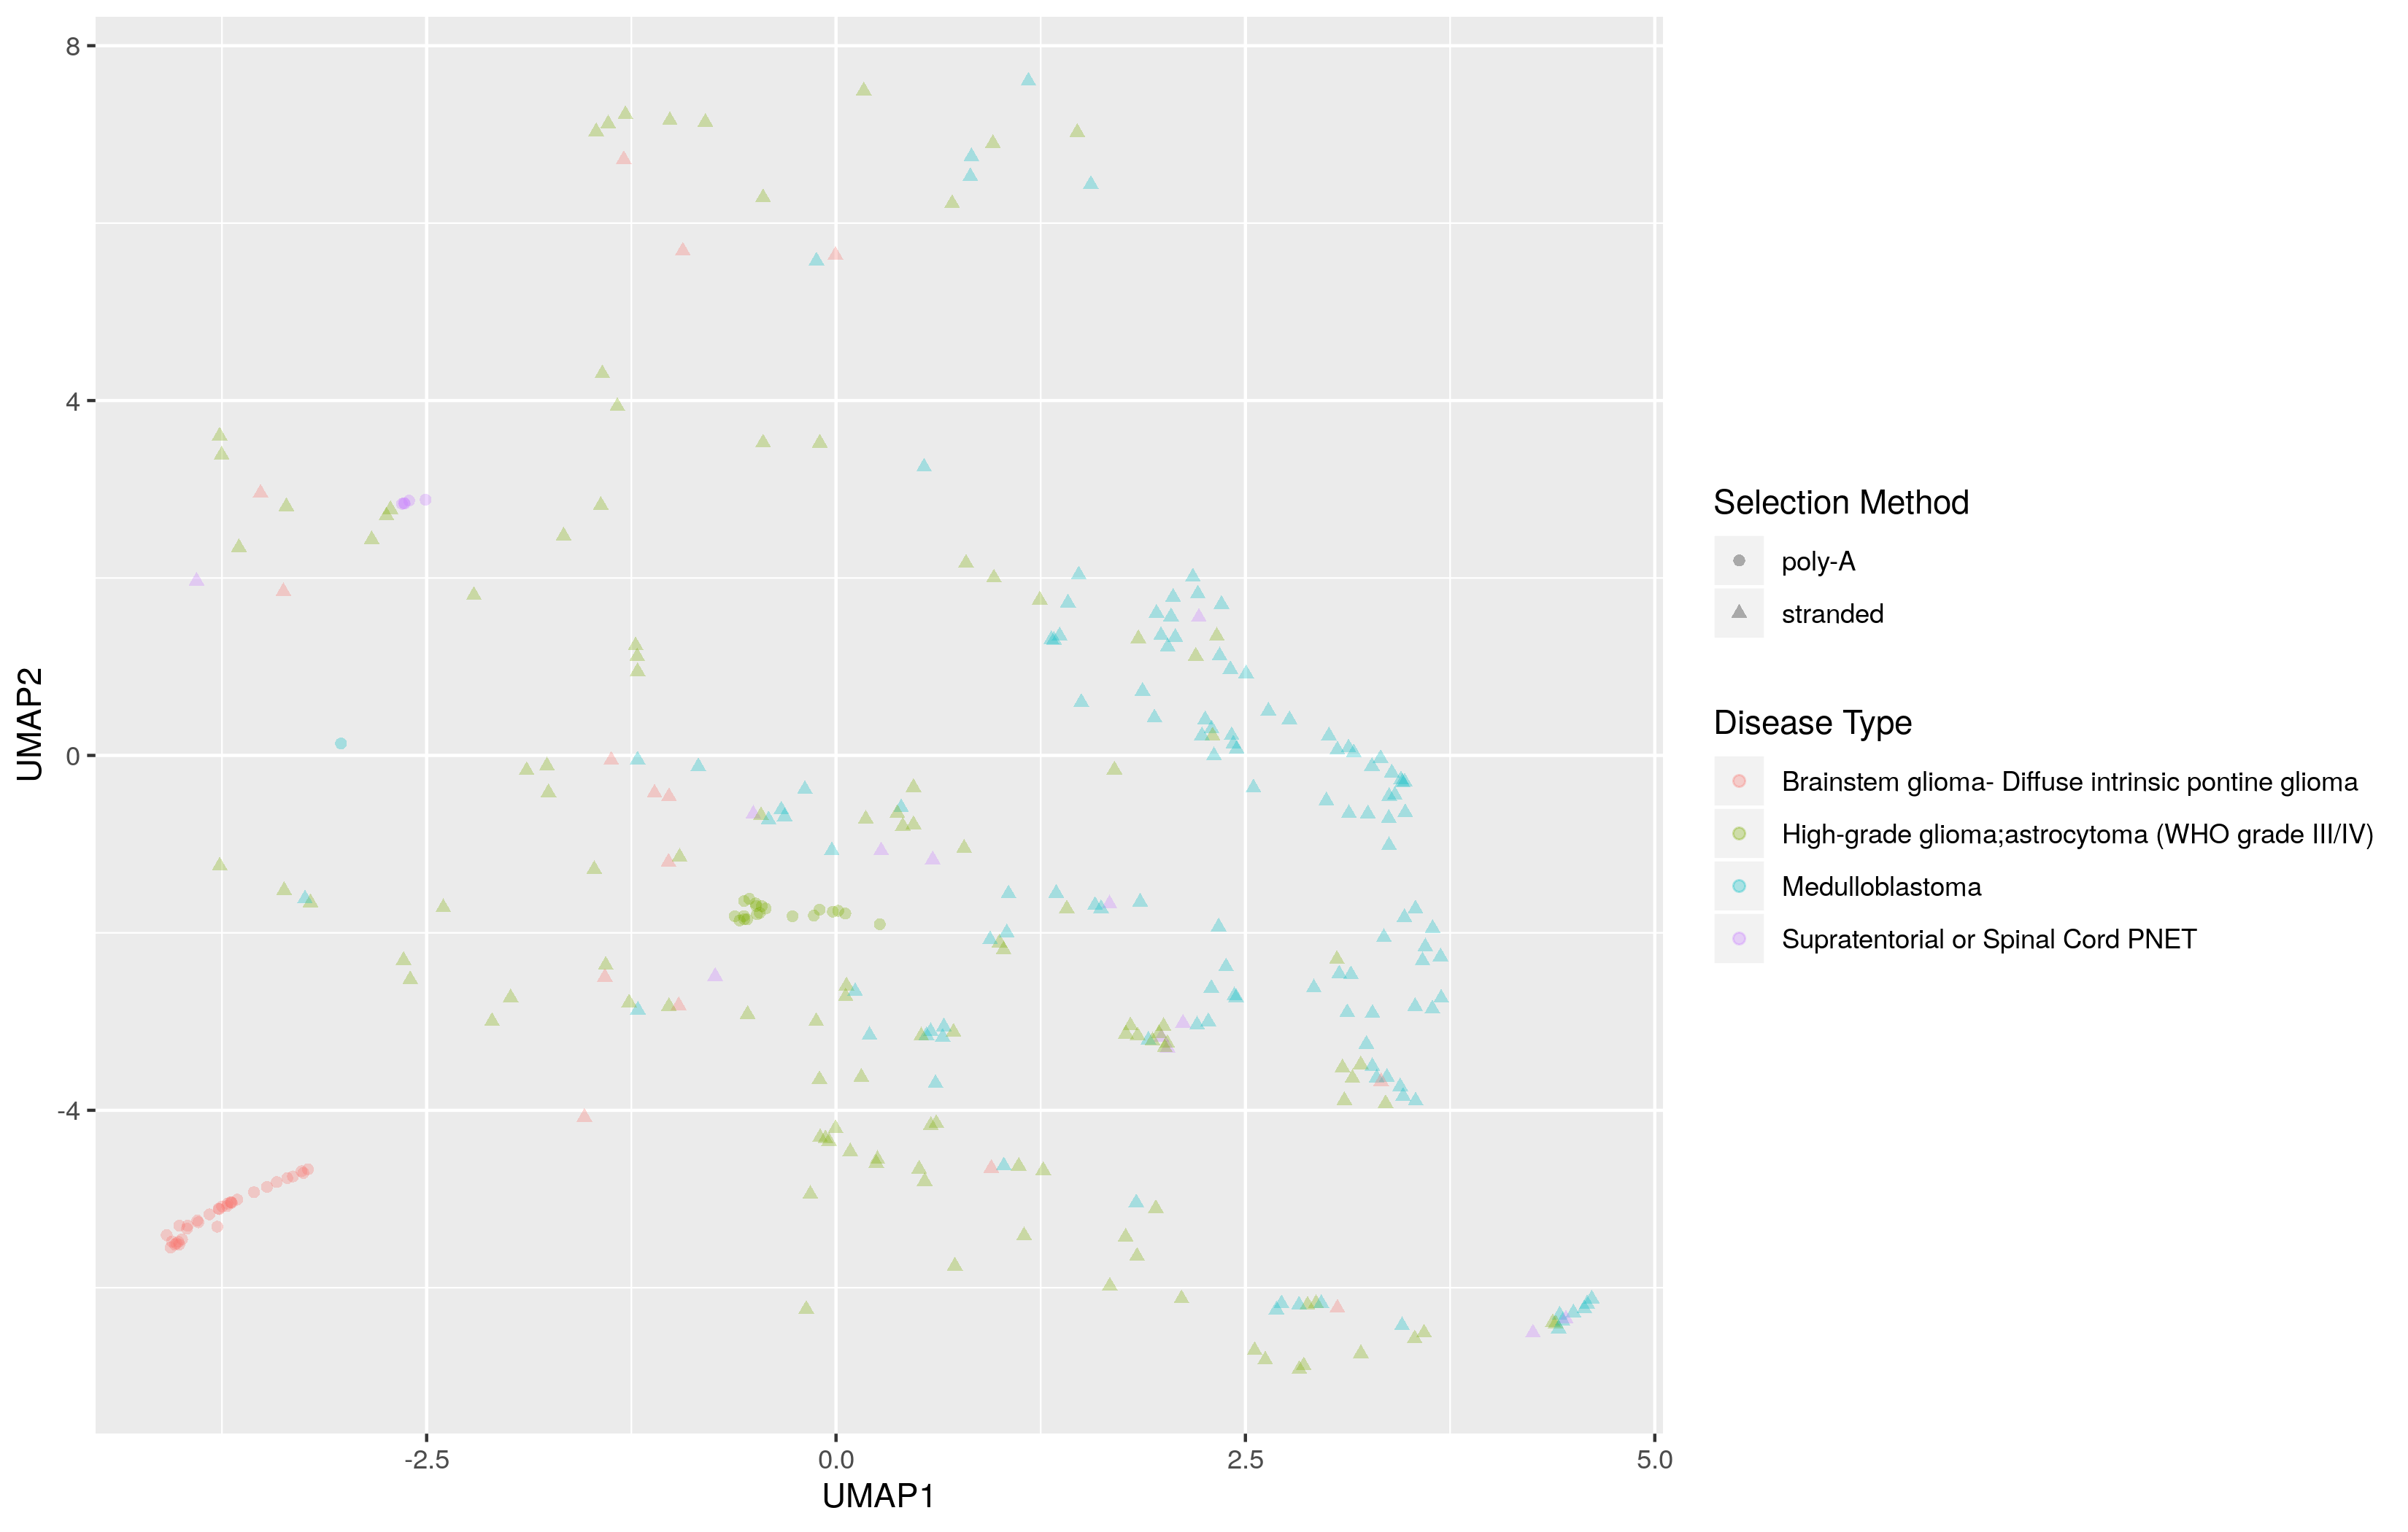 8
4
0
-4
UMAP2
-2.5
0.0
2.5
5.0
UMAP1
Selection Method
poly-A
stranded
Disease Type
Brainstem glioma- Diffuse intrinsic pontine glioma
High-grade glioma;astrocytoma (WHO grade III/IV)
Medulloblastoma
Supratentorial or Spinal Cord PNET